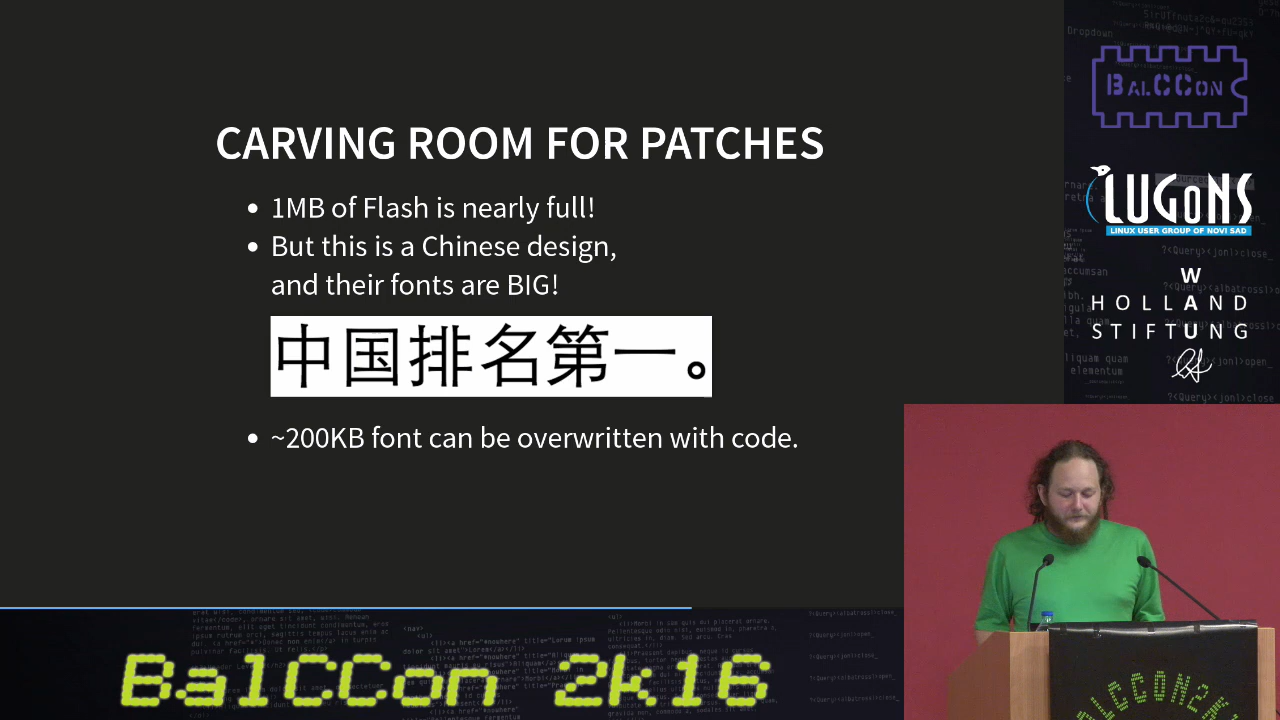 CARVING ROOM FOR PATCHES
1MB of Flash is nearly full!
But this is a Chinese design,
and their fonts are BIG!
中国排名第一。
~200KB font can be overwritten with code.
BALCCON
LUGONS
LINUX USER GROUP OF NOVI SAD
W
HOLLAND
STIFTUNG
BalCCon 2k16